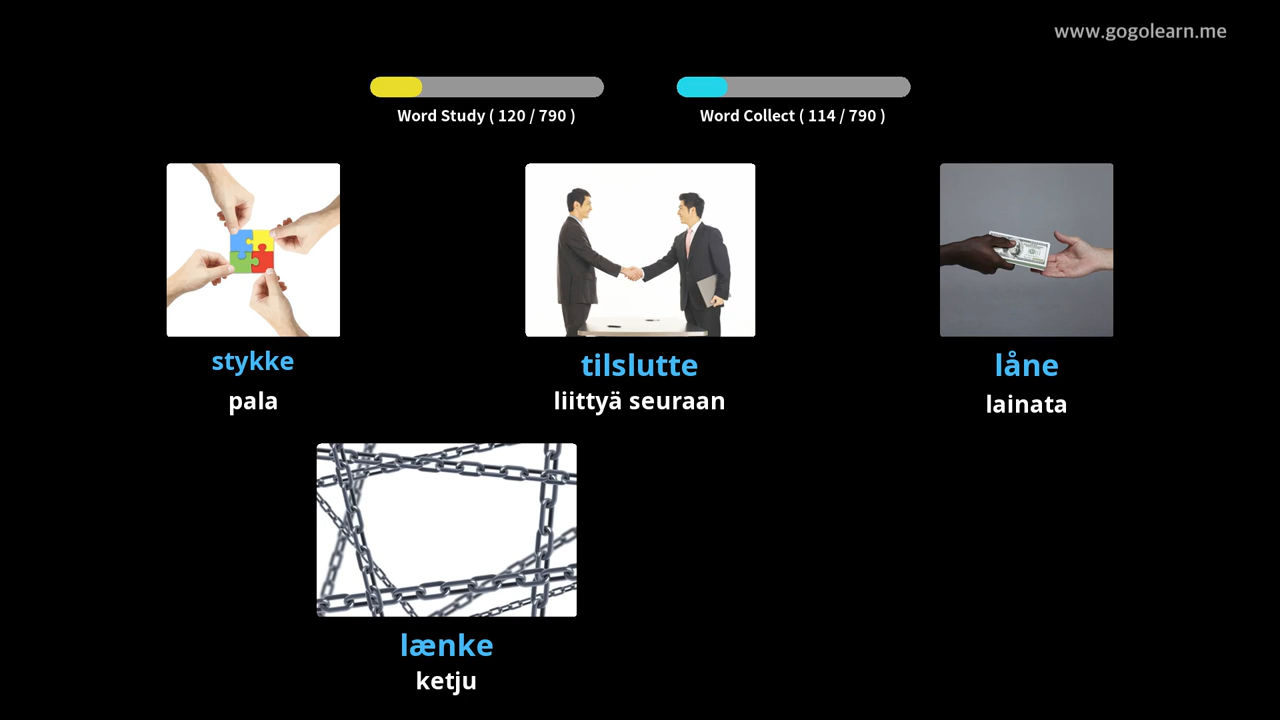 www.gogolearn.me
Word Study ( 120 / 790 )
Word Collect ( 114 / 790 )
stykke
pala
tilslutte
liittyä seuraan
låne
lainata
lænke
ketju